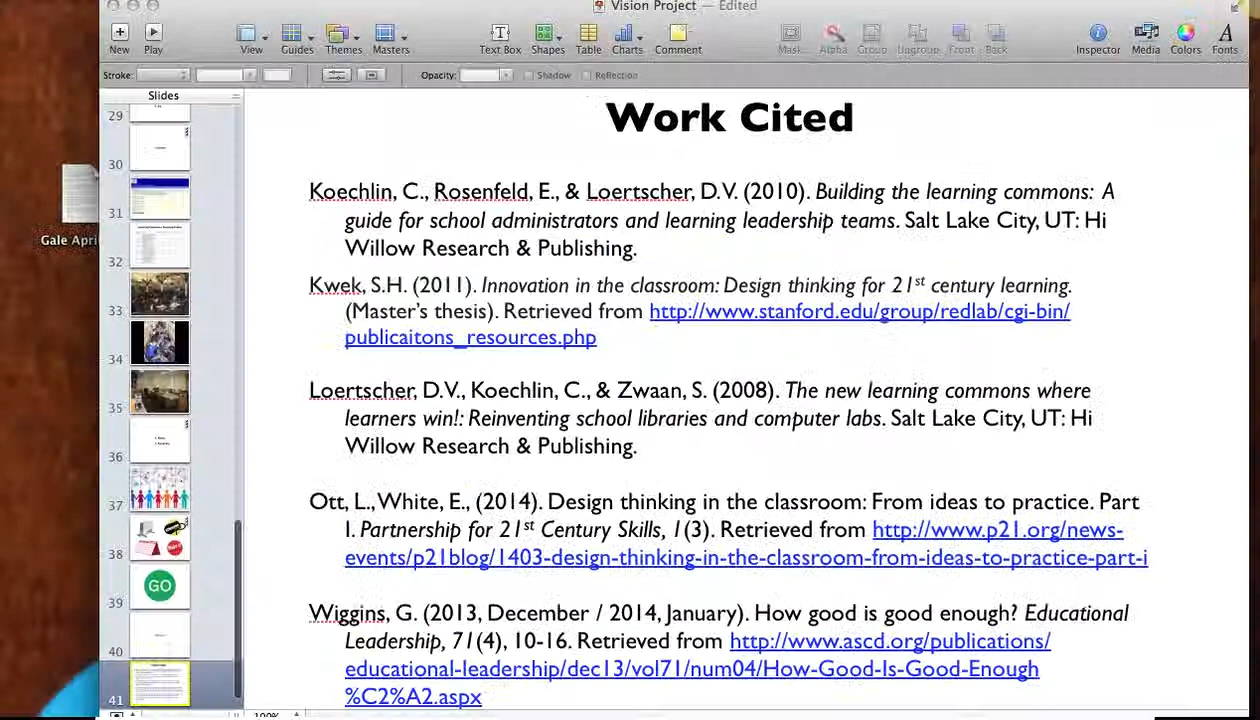 Vision Project — Edited
New Play View Guides Themes Masters Text Box Shapes Table Charts Comment Mask Alpha Group Ungroup Front Back Inspector Media Colors Fonts
Stroke: Opacity: Shadow Reflection
Slides
29
30
31
32
33
34
35
36
37
38
GO
39
40
41
100%
Gale Apri
Work Cited
Koechlin, C., Rosenfeld, E., & Loertscher, D.V. (2010). Building the learning commons: A
guide for school administrators and learning leadership teams. Salt Lake City, UT: Hi
Willow Research & Publishing.
Kwek, S.H. (2011). Innovation in the classroom: Design thinking for 21st century learning.
(Master’s thesis). Retrieved from http://www.stanford.edu/group/redlab/cgi-bin/
publicaitons_resources.php
Loertscher, D.V., Koechlin, C., & Zwaan, S. (2008). The new learning commons where
learners win!: Reinventing school libraries and computer labs. Salt Lake City, UT: Hi
Willow Research & Publishing.
Ott, L., White, E., (2014). Design thinking in the classroom: From ideas to practice. Part
I. Partnership for 21st Century Skills, 1(3). Retrieved from http://www.p21.org/news-
events/p21blog/1403-design-thinking-in-the-classroom-from-ideas-to-practice-part-i
Wiggins, G. (2013, December / 2014, January). How good is good enough? Educational
Leadership, 71(4), 10-16. Retrieved from http://www.ascd.org/publications/
educational-leadership/dec13/vol71/num04/How-Good-Is-Good-Enough
%C2%A2.aspx